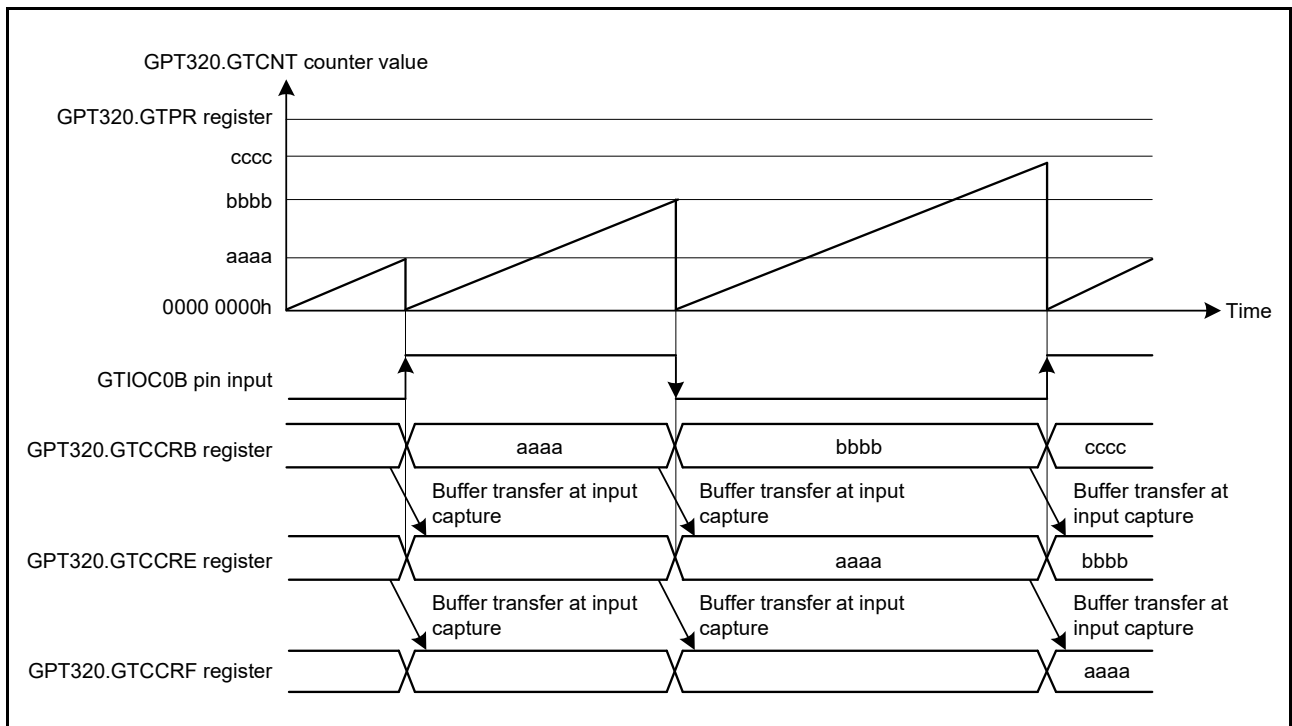 GPT320.GTCNT counter value
GPT320.GTPR register
cccc
bbbb
aaaa
0000 0000h
Time
GTIOC0B pin input
GPT320.GTCCRB register
aaaa
bbbb
cccc
Buffer transfer at input
capture
Buffer transfer at input
capture
Buffer transfer at
input capture
GPT320.GTCCRE register
aaaa
bbbb
Buffer transfer at input
capture
Buffer transfer at input
capture
Buffer transfer at
input capture
GPT320.GTCCRF register
aaaa